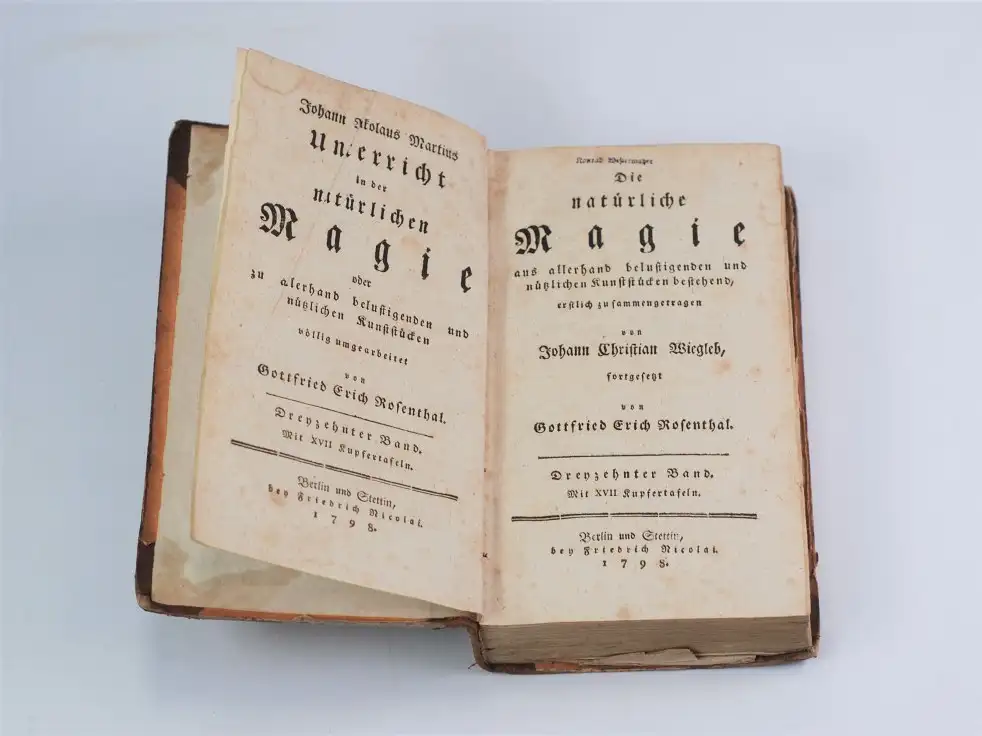 Johann Nikolaus Martius
Unterricht
in der
natürlichen
Magie
oder
zu allerhand belustigenden und
nützlichen Kunststücken
völlig umgearbeitet
von
Gottfried Erich Rosenthal.
Dreyzehnter Band.
Mit XVII Kupfertafeln.
Berlin und Stettin,
bey Friedrich Nicolai.
1798.
Die
natürliche
Magie
aus allerhand belustigenden und
nützlichen Kunststücken bestehend,
erstlich zusammengetragen
von
Johann Christian Wiegleb,
fortgesetzt
von
Gottfried Erich Rosenthal.
Dreyzehnter Band.
Mit XVII Kupfertafeln.
Berlin und Stettin,
bey Friedrich Nicolai.
1798.